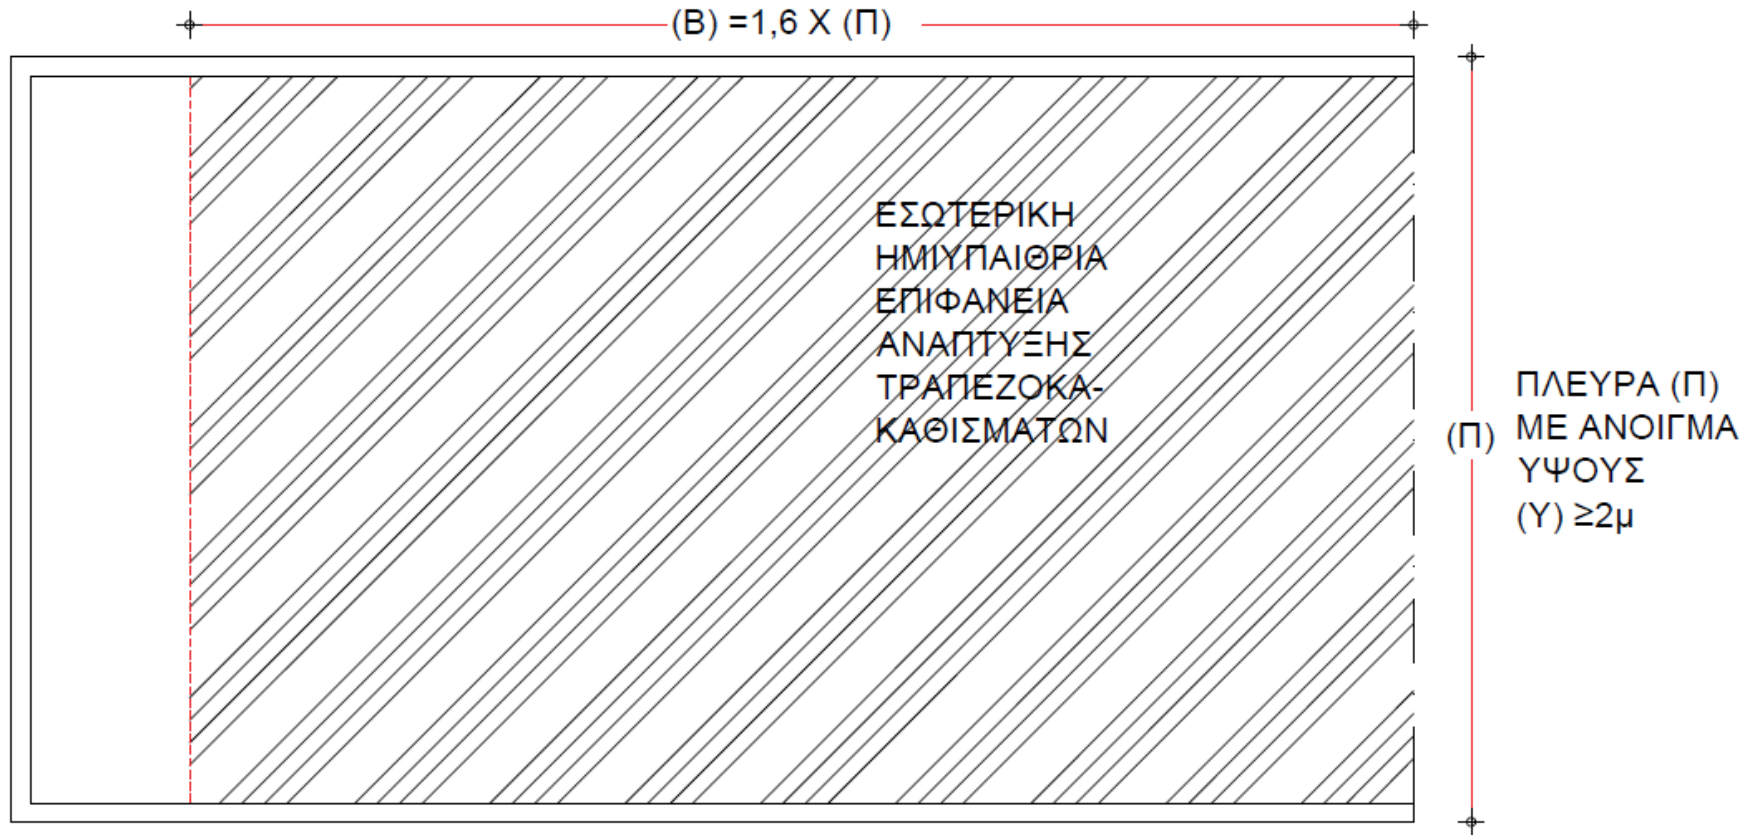 (Β) =1,6 Χ (Π)
ΕΣΩΤΕΡΙΚΗ
ΗΜΙΥΠΑΙΘΡΙΑ
ΕΠΙΦΑΝΕΙΑ
ΑΝΑΠΤΥΞΗΣ
ΤΡΑΠΕΖΟΚΑ-
ΚΑΘΙΣΜΑΤΩΝ
(Π)
ΠΛΕΥΡΑ (Π)
ΜΕ ΑΝΟΙΓΜΑ
ΥΨΟΥΣ
(Υ) ≥2μ